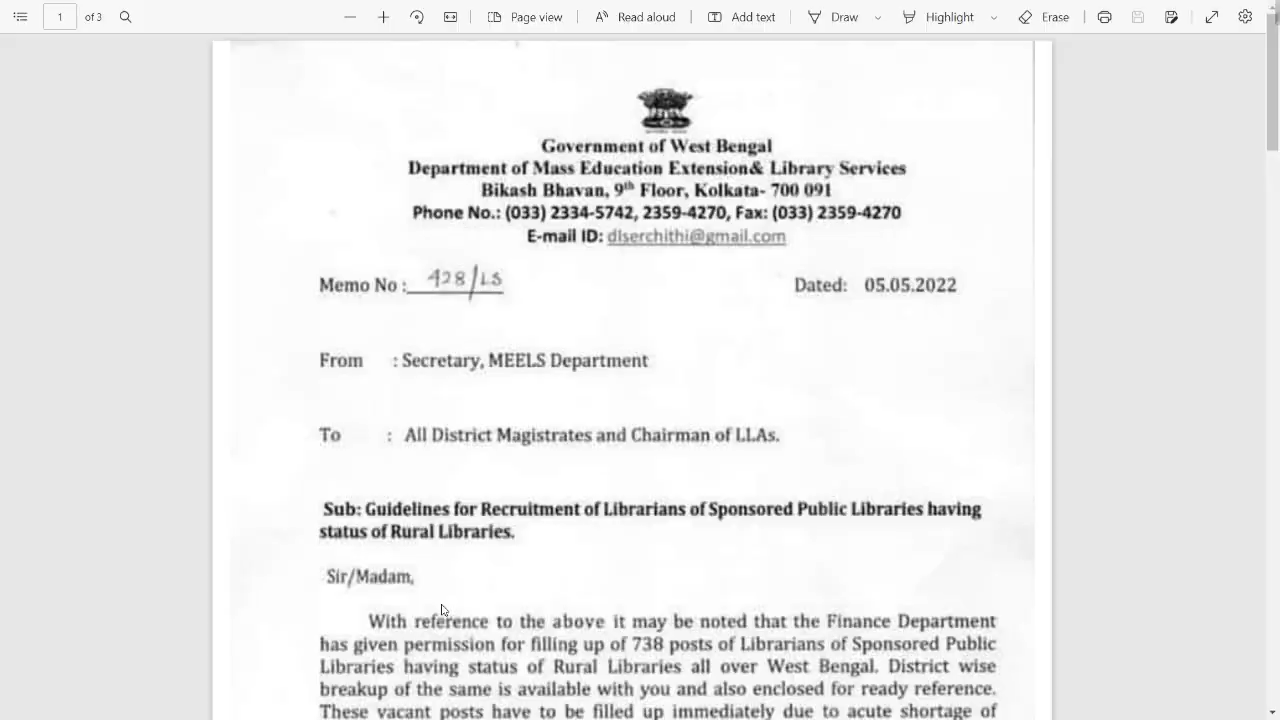 1 of 3 Page view Read aloud Add text Draw Highlight Erase
Government of West Bengal
Department of Mass Education Extension& Library Services
Bikash Bhavan, 9th Floor, Kolkata- 700 091
Phone No.: (033) 2334-5742, 2359-4270, Fax: (033) 2359-4270
E-mail ID: dlserchithi@gmail.com
Memo No : 428/LS Dated: 05.05.2022
From : Secretary, MEELS Department
To : All District Magistrates and Chairman of LLAs.
Sub: Guidelines for Recruitment of Librarians of Sponsored Public Libraries having
status of Rural Libraries.
Sir/Madam,
With reference to the above it may be noted that the Finance Department
has given permission for filling up of 738 posts of Librarians of Sponsored Public
Libraries having status of Rural Libraries all over West Bengal. District wise
breakup of the same is available with you and also enclosed for ready reference.
These vacant posts have to be filled up immediately due to acute shortage of